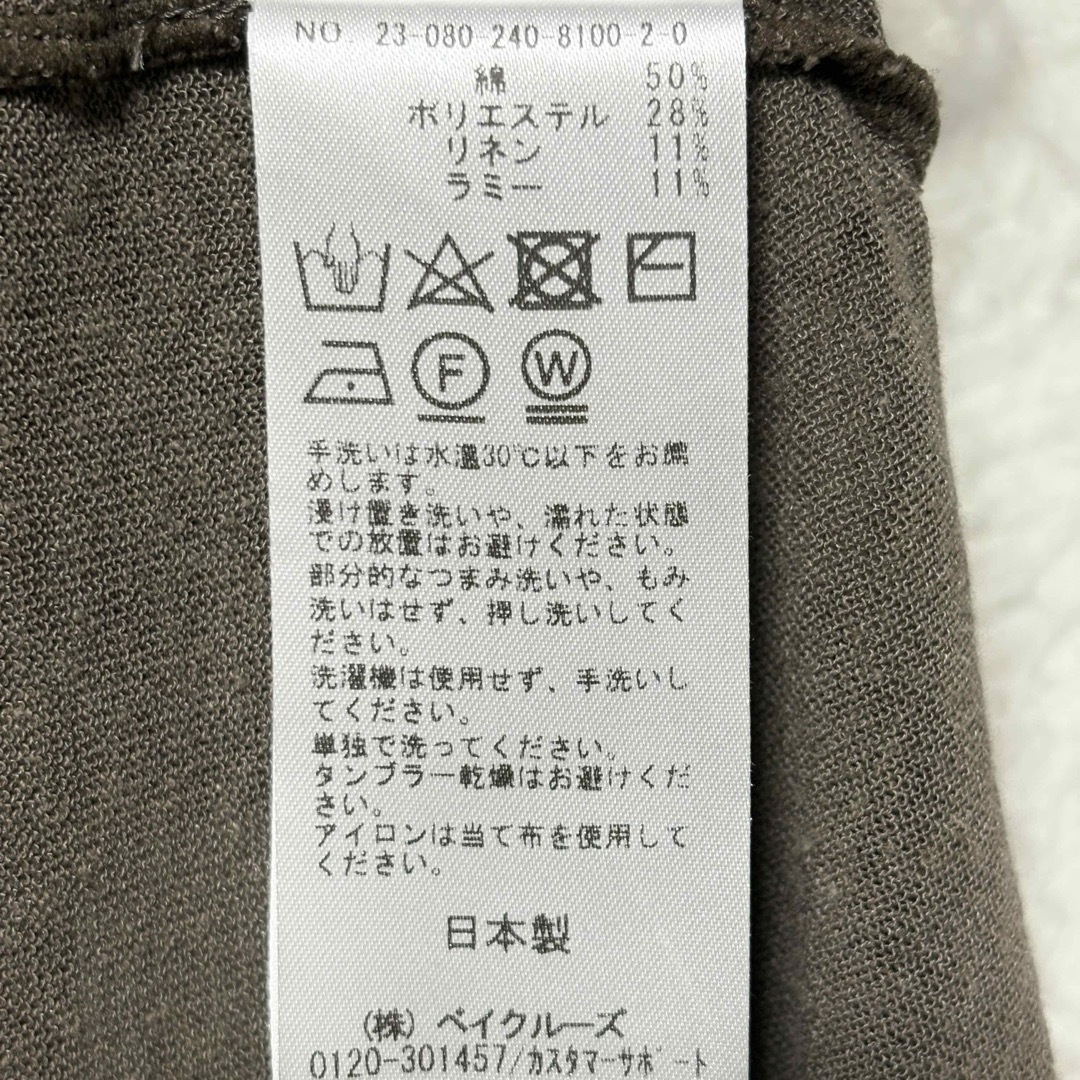 NO. 23-080-240-8100-2-0
綿 50%
ポリエステル 28%
リネン 11%
ラミー 11%
F W
手洗いは水温30℃以下をお薦
めします。
浸け置き洗いや、濡れた状態
での放置はお避けください。
部分的なつまみ洗いや、もみ
洗いはせず、押し洗いしてく
ださい。
洗濯機は使用せず、手洗いし
てください。
単独で洗ってください。
タンブラー乾燥はお避けくだ
さい。
アイロンは当て布を使用して
ください。
日本製
(株) ベイクルーズ
0120-301457/カスタマーサポート